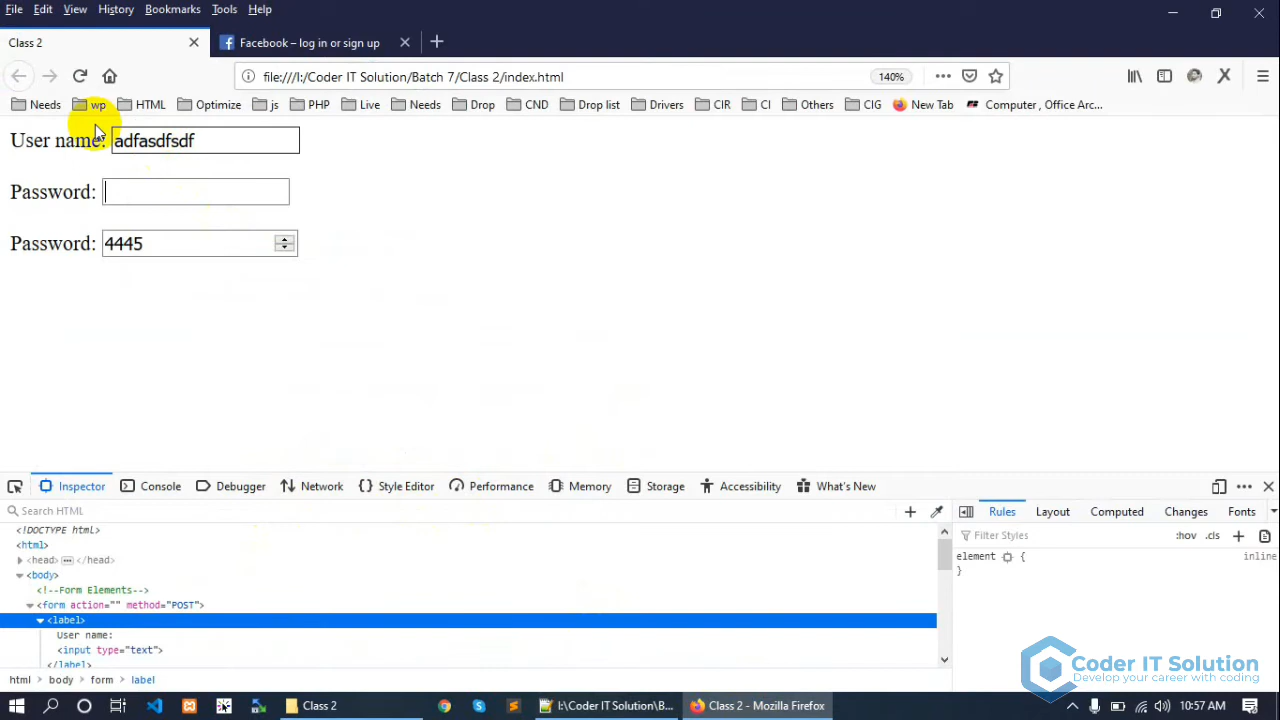 File Edit View History Bookmarks Tools Help
Class 2 Facebook – log in or sign up
file:///I:/Coder IT Solution/Batch 7/Class 2/index.html 140%
Needs wp HTML Optimize js PHP Live Needs Drop CND Drop list Drivers CIR CI Others CIG New Tab Computer , Office Arc...
User name: adfasdfsdf
Password:
Password: 4445
Inspector Console Debugger Network Style Editor Performance Memory Storage Accessibility What's New
Search HTML Rules Layout Computed Changes Fonts
<!DOCTYPE html> Filter Styles :hov .cls
<html> element { inline
<head> </head> }
<body>
<!--Form Elements-->
<form action="" method="POST">
<label>
User name:
<input type="text">
</label>
html body form label
Coder IT Solution
Develop your career with coding
Class 2 I:\Coder IT Solution\B... Class 2 - Mozilla Firefox 10:57 AM